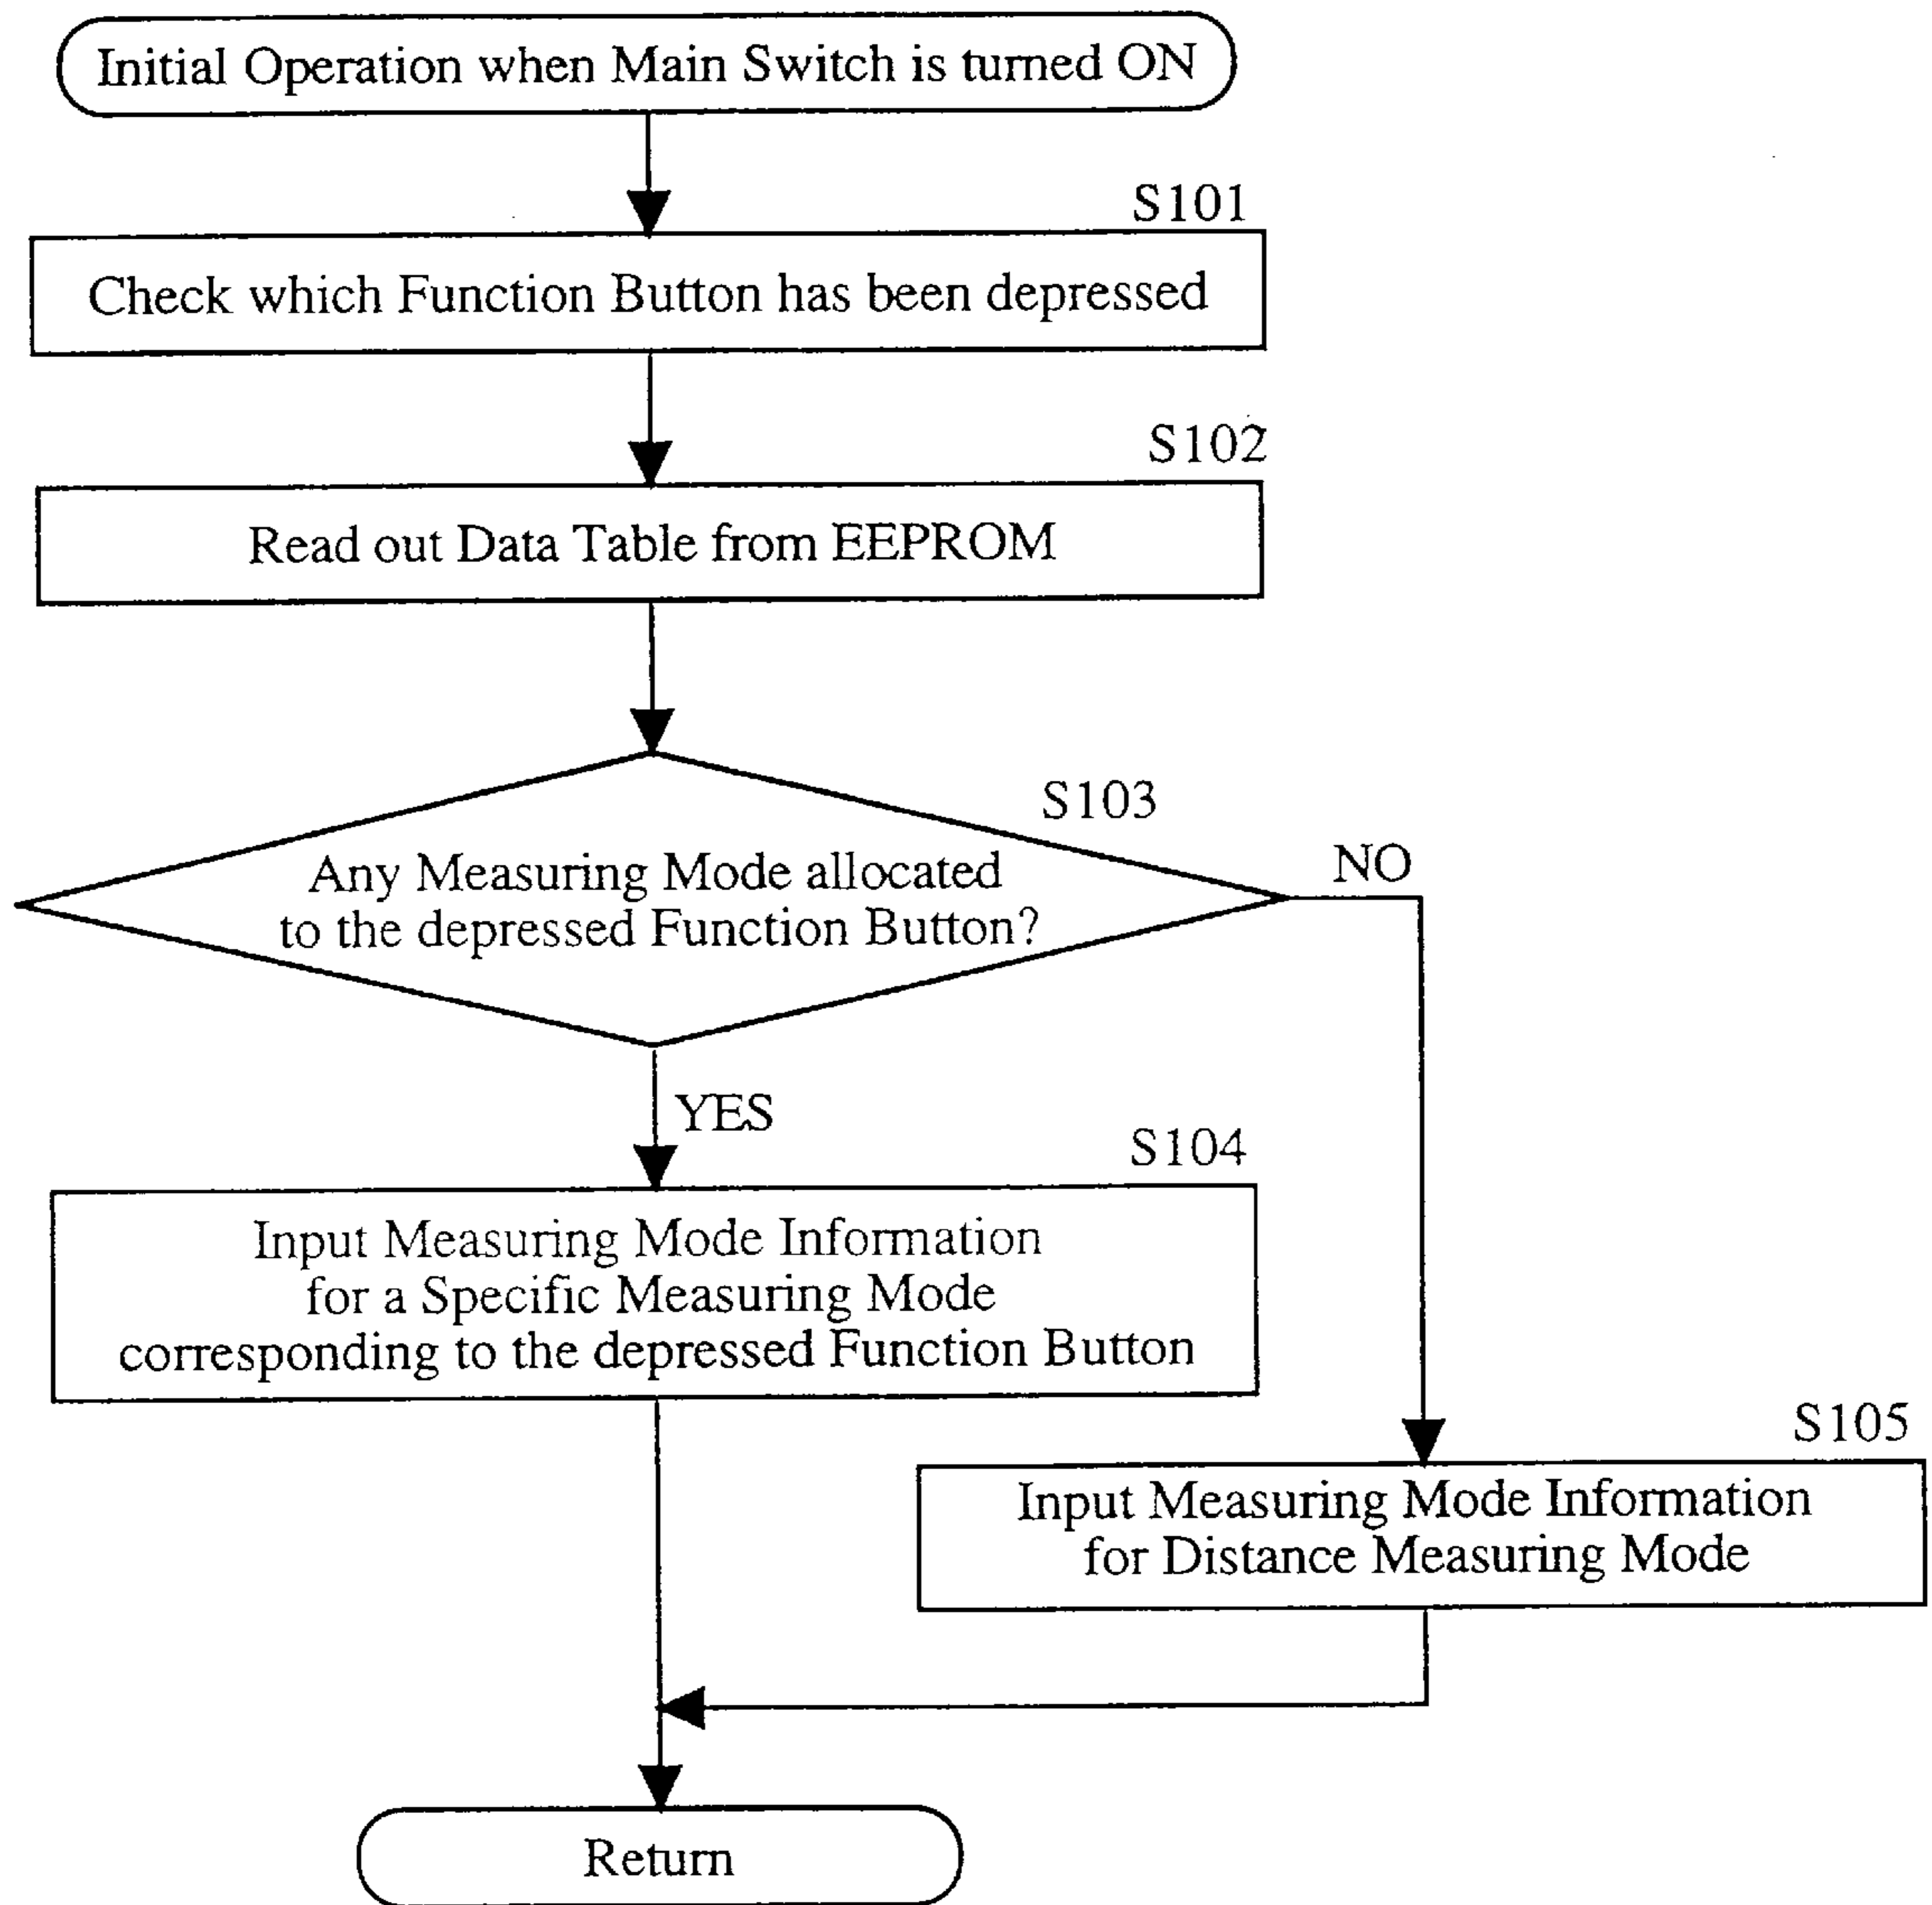 Initial Operation when Main Switch is turned ON
S101
Check which Function Button has been depressed
S102
Read out Data Table from EEPROM
S103
Any Measuring Mode allocated
to the depressed Function Button?
NO
YES
S104
Input Measuring Mode Information
for a Specific Measuring Mode
corresponding to the depressed Function Button
S105
Input Measuring Mode Information
for Distance Measuring Mode
Return